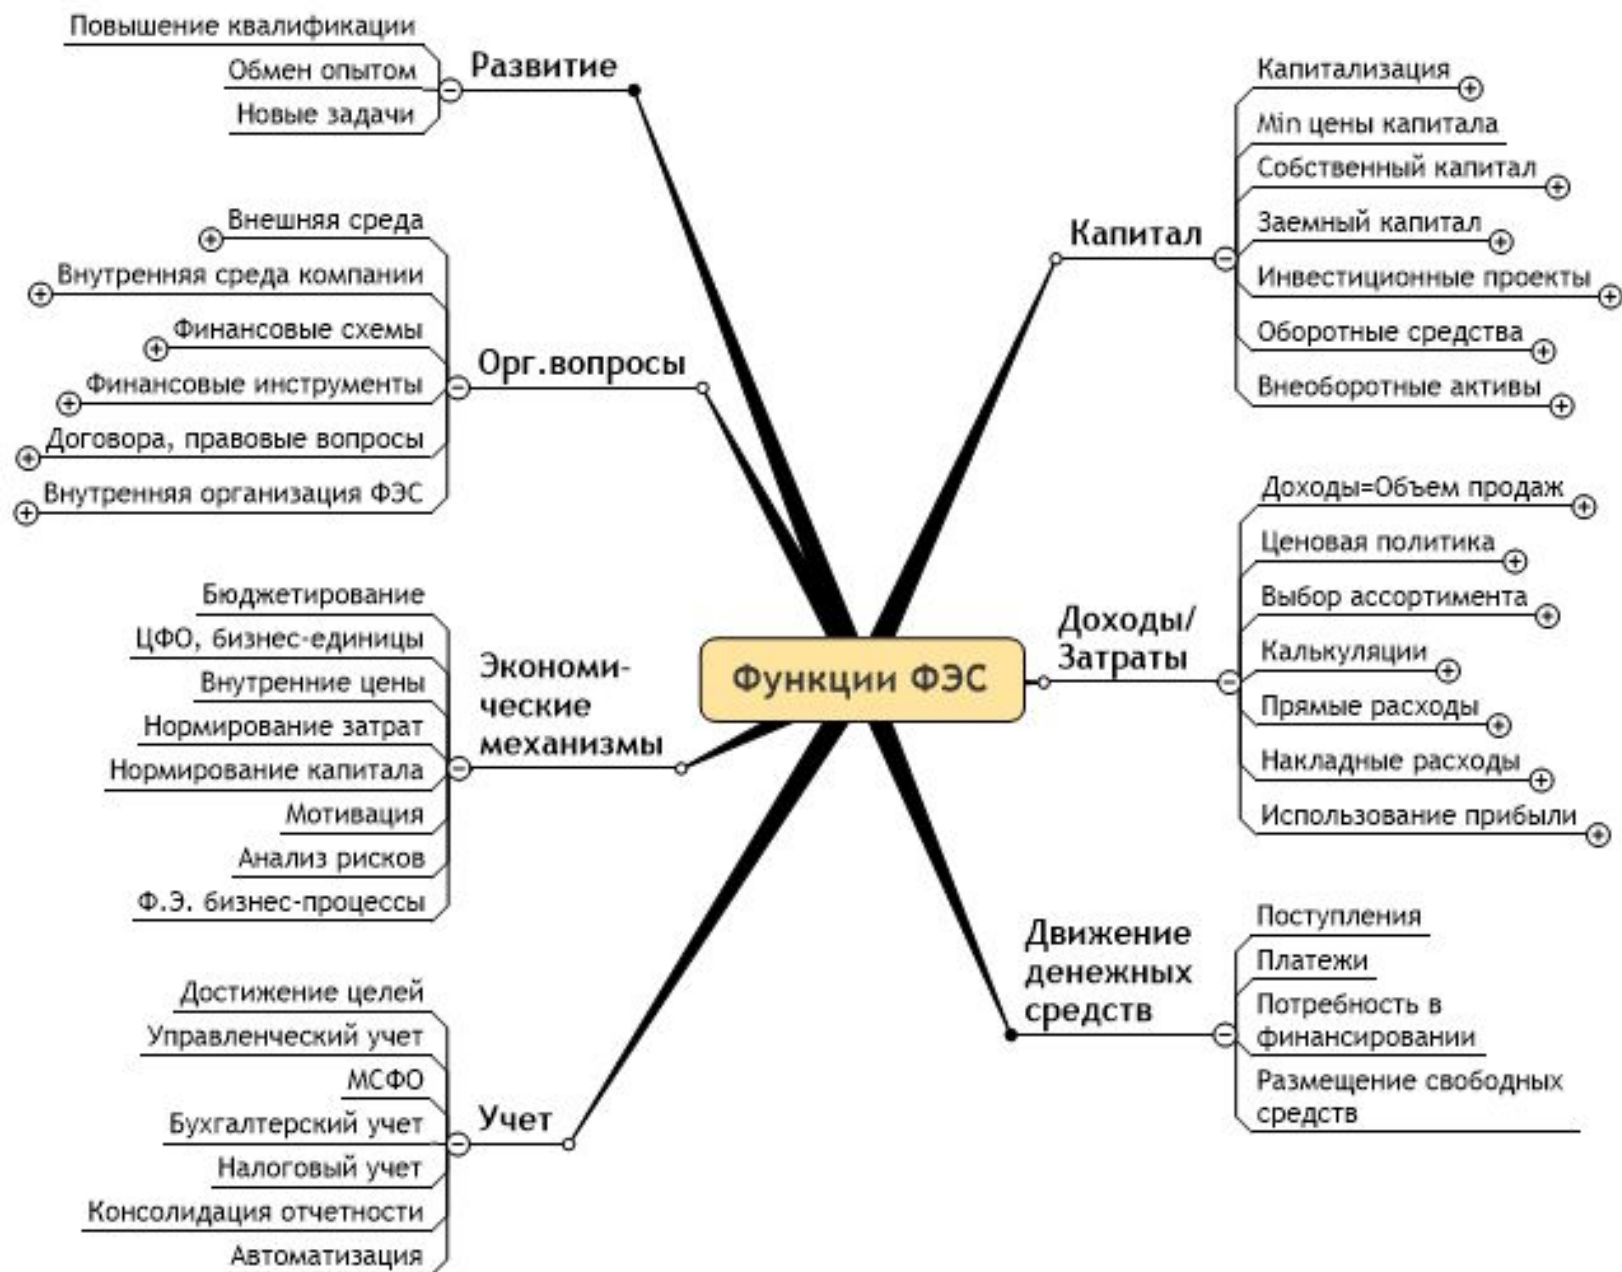 Повышение квалификации
Обмен опытом
Новые задачи
Развитие
Внешняя среда
Внутренняя среда компании
Финансовые схемы
Финансовые инструменты
Договора, правовые вопросы
Внутренняя организация ФЭС
Орг.вопросы
Бюджетирование
ЦФО, бизнес-единицы
Внутренние цены
Нормирование затрат
Нормирование капитала
Мотивация
Анализ рисков
Ф.Э. бизнес-процессы
Экономи-
ческие
механизмы
Достижение целей
Управленческий учет
МСФО
Бухгалтерский учет
Налоговый учет
Консолидация отчетности
Автоматизация
Учет
Функции ФЭС
Капитал
Капитализация
Min цены капитала
Собственный капитал
Заемный капитал
Инвестиционные проекты
Оборотные средства
Внеоборотные активы
Доходы/
Затраты
Доходы=Объем продаж
Ценовая политика
Выбор ассортимента
Калькуляции
Прямые расходы
Накладные расходы
Использование прибыли
Движение
денежных
средств
Поступления
Платежи
Потребность в
финансировании
Размещение свободных
средств